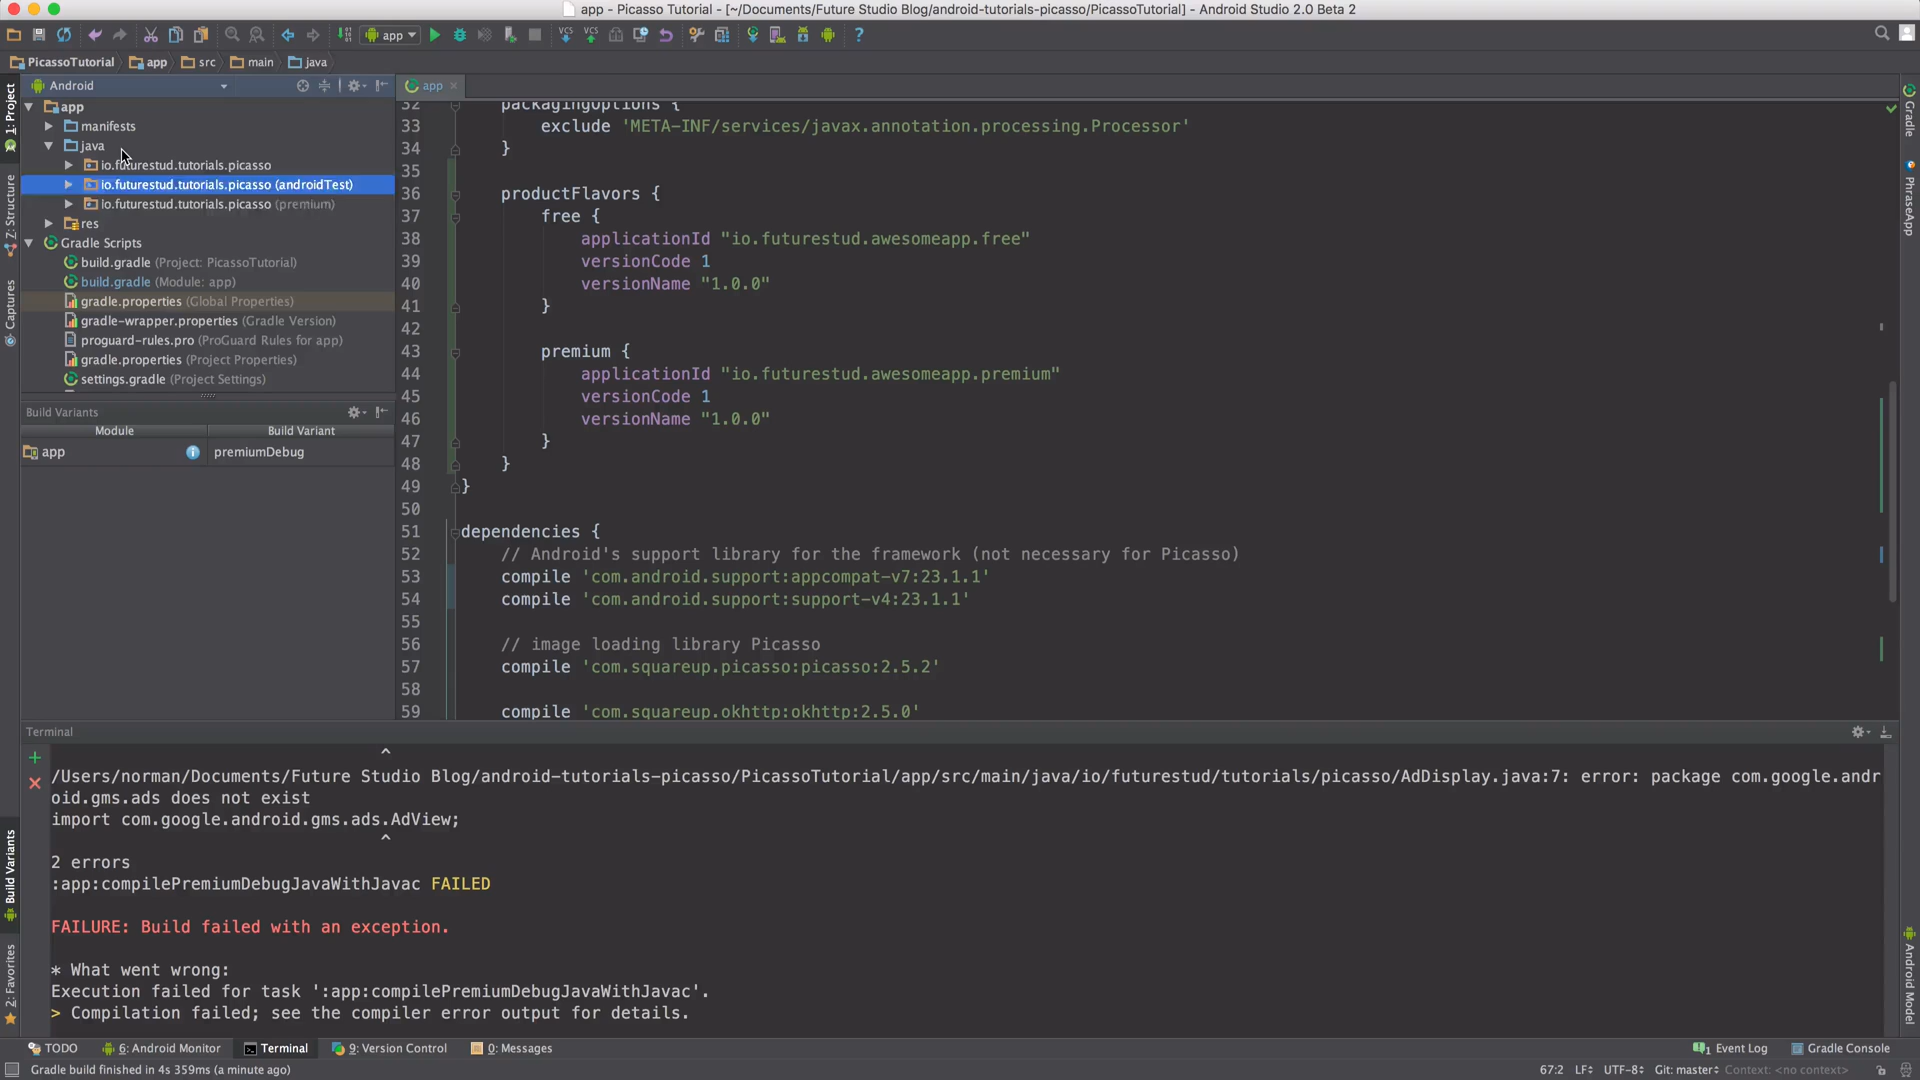 app - Picasso Tutorial - [~/Documents/Future Studio Blog/android-tutorials-picasso/PicassoTutorial] - Android Studio 2.0 Beta 2
app
PicassoTutorial app src main java
Android
app
manifests
java
io.futurestud.tutorials.picasso
io.futurestud.tutorials.picasso (androidTest)
io.futurestud.tutorials.picasso (premium)
res
Gradle Scripts
build.gradle (Project: PicassoTutorial)
build.gradle (Module: app)
gradle.properties (Global Properties)
gradle-wrapper.properties (Gradle Version)
proguard-rules.pro (ProGuard Rules for app)
gradle.properties (Project Properties)
settings.gradle (Project Settings)
Build Variants
Module Build Variant
app premiumDebug
1: Project
Z: Structure
Captures
Build Variants
2: Favorites
app
32 packagingOptions {
33 exclude 'META-INF/services/javax.annotation.processing.Processor'
34 }
35
36 productFlavors {
37 free {
38 applicationId "io.futurestud.awesomeapp.free"
39 versionCode 1
40 versionName "1.0.0"
41 }
42
43 premium {
44 applicationId "io.futurestud.awesomeapp.premium"
45 versionCode 1
46 versionName "1.0.0"
47 }
48 }
49 }
50
51 dependencies {
52 // Android's support library for the framework (not necessary for Picasso)
53 compile 'com.android.support:appcompat-v7:23.1.1'
54 compile 'com.android.support:support-v4:23.1.1'
55
56 // image loading library Picasso
57 compile 'com.squareup.picasso:picasso:2.5.2'
58
59 compile 'com.squareup.okhttp:okhttp:2.5.0'
Gradle
PhraseApp
Android Model
Terminal
^
/Users/norman/Documents/Future Studio Blog/android-tutorials-picasso/PicassoTutorial/app/src/main/java/io/futurestud/tutorials/picasso/AdDisplay.java:7: error: package com.google.andr
oid.gms.ads does not exist
import com.google.android.gms.ads.AdView;
^
2 errors
:app:compilePremiumDebugJavaWithJavac FAILED
FAILURE: Build failed with an exception.
* What went wrong:
Execution failed for task ':app:compilePremiumDebugJavaWithJavac'.
> Compilation failed; see the compiler error output for details.
TODO 6: Android Monitor Terminal 9: Version Control 0: Messages 1 Event Log Gradle Console
Gradle build finished in 4s 359ms (a minute ago) 67:2 LF UTF-8 Git: master Context: <no context>